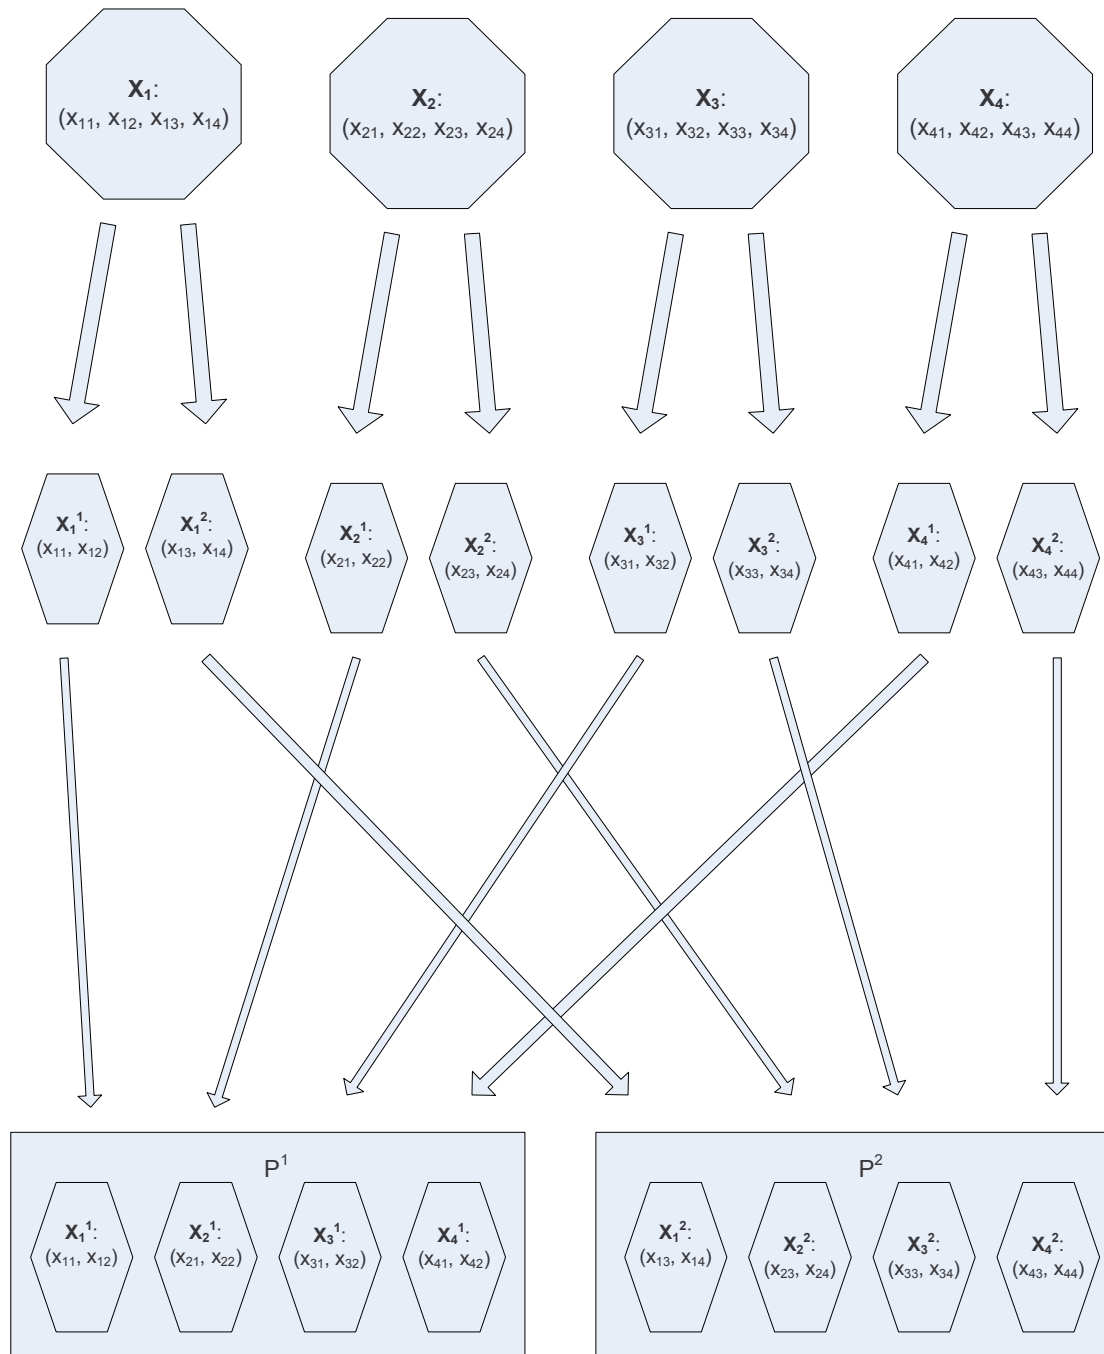 X₁:
(x₁₁, x₁₂, x₁₃, x₁₄)
X₂:
(x₂₁, x₂₂, x₂₃, x₂₄)
X₃:
(x₃₁, x₃₂, x₃₃, x₃₄)
X₄:
(x₄₁, x₄₂, x₄₃, x₄₄)
X₁¹:
(x₁₁, x₁₂)
X₁²:
(x₁₃, x₁₄)
X₂¹:
(x₂₁, x₂₂)
X₂²:
(x₂₃, x₂₄)
X₃¹:
(x₃₁, x₃₂)
X₃²:
(x₃₃, x₃₄)
X₄¹:
(x₄₁, x₄₂)
X₄²:
(x₄₃, x₄₄)
P¹
X₁¹:
(x₁₁, x₁₂)
X₂¹:
(x₂₁, x₂₂)
X₃¹:
(x₃₁, x₃₂)
X₄¹:
(x₄₁, x₄₂)
P²
X₁²:
(x₁₃, x₁₄)
X₂²:
(x₂₃, x₂₄)
X₃²:
(x₃₃, x₃₄)
X₄²:
(x₄₃, x₄₄)